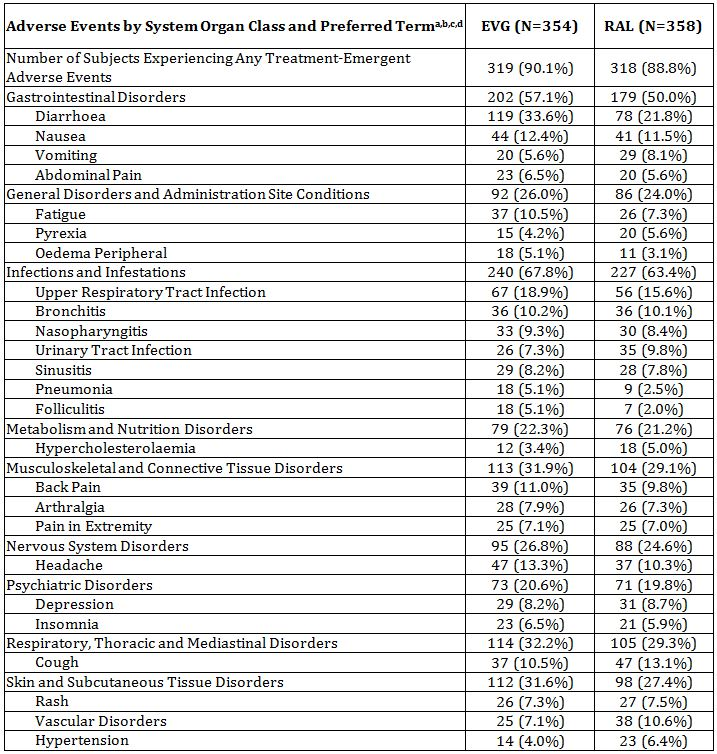 Adverse Events by System Organ Class and Preferred Terma,b,c,d EVG (N=354) RAL (N=358)
Number of Subjects Experiencing Any Treatment-Emergent
Adverse Events 319 (90.1%) 318 (88.8%)
Gastrointestinal Disorders 202 (57.1%) 179 (50.0%)
Diarrhoea 119 (33.6%) 78 (21.8%)
Nausea 44 (12.4%) 41 (11.5%)
Vomiting 20 (5.6%) 29 (8.1%)
Abdominal Pain 23 (6.5%) 20 (5.6%)
General Disorders and Administration Site Conditions 92 (26.0%) 86 (24.0%)
Fatigue 37 (10.5%) 26 (7.3%)
Pyrexia 15 (4.2%) 20 (5.6%)
Oedema Peripheral 18 (5.1%) 11 (3.1%)
Infections and Infestations 240 (67.8%) 227 (63.4%)
Upper Respiratory Tract Infection 67 (18.9%) 56 (15.6%)
Bronchitis 36 (10.2%) 36 (10.1%)
Nasopharyngitis 33 (9.3%) 30 (8.4%)
Urinary Tract Infection 26 (7.3%) 35 (9.8%)
Sinusitis 29 (8.2%) 28 (7.8%)
Pneumonia 18 (5.1%) 9 (2.5%)
Folliculitis 18 (5.1%) 7 (2.0%)
Metabolism and Nutrition Disorders 79 (22.3%) 76 (21.2%)
Hypercholesterolaemia 12 (3.4%) 18 (5.0%)
Musculoskeletal and Connective Tissue Disorders 113 (31.9%) 104 (29.1%)
Back Pain 39 (11.0%) 35 (9.8%)
Arthralgia 28 (7.9%) 26 (7.3%)
Pain in Extremity 25 (7.1%) 25 (7.0%)
Nervous System Disorders 95 (26.8%) 88 (24.6%)
Headache 47 (13.3%) 37 (10.3%)
Psychiatric Disorders 73 (20.6%) 71 (19.8%)
Depression 29 (8.2%) 31 (8.7%)
Insomnia 23 (6.5%) 21 (5.9%)
Respiratory, Thoracic and Mediastinal Disorders 114 (32.2%) 105 (29.3%)
Cough 37 (10.5%) 47 (13.1%)
Skin and Subcutaneous Tissue Disorders 112 (31.6%) 98 (27.4%)
Rash 26 (7.3%) 27 (7.5%)
Vascular Disorders 25 (7.1%) 38 (10.6%)
Hypertension 14 (4.0%) 23 (6.4%)